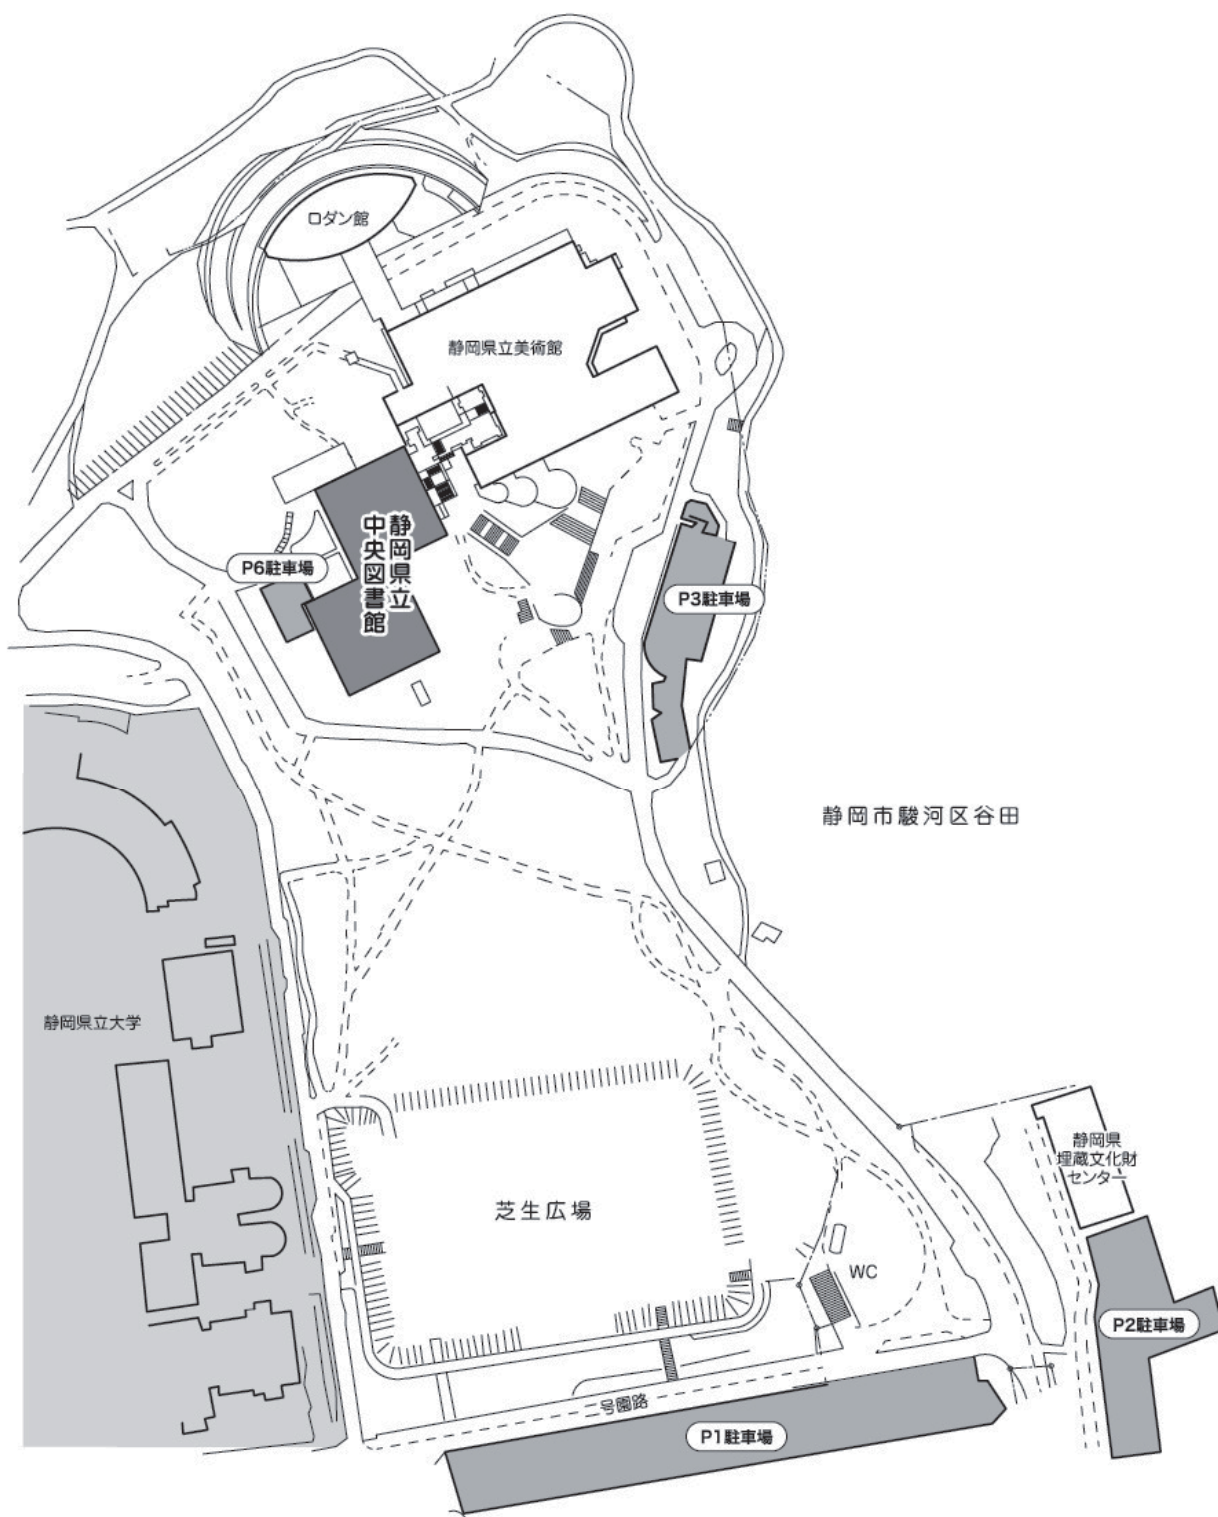 ロダン館
静岡県立美術館
静岡県立
中央図書館
P6駐車場
P3駐車場
静岡市駿河区谷田
静岡県立大学
静岡県
埋蔵文化財
センター
芝生広場
WC
P2駐車場
号園路
P1駐車場